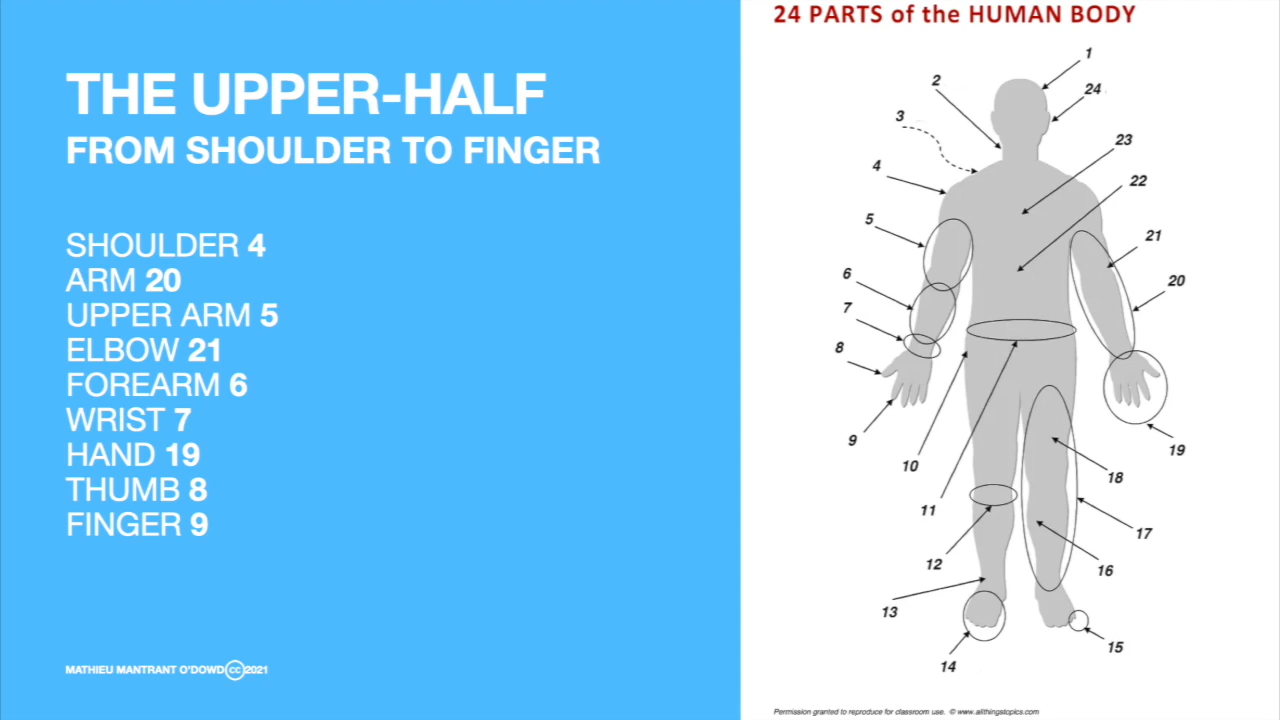 THE UPPER-HALF
FROM SHOULDER TO FINGER
SHOULDER 4
ARM 20
UPPER ARM 5
ELBOW 21
FOREARM 6
WRIST 7
HAND 19
THUMB 8
FINGER 9
MATHIEU MANTRANT O'DOWD cc 2021
24 PARTS of the HUMAN BODY
1
2
24
3
23
4
22
5
21
6
20
7
8
9
19
10
18
11
17
12
16
13
15
14
Permission granted to reproduce for classroom use. © www.allthingstopics.com